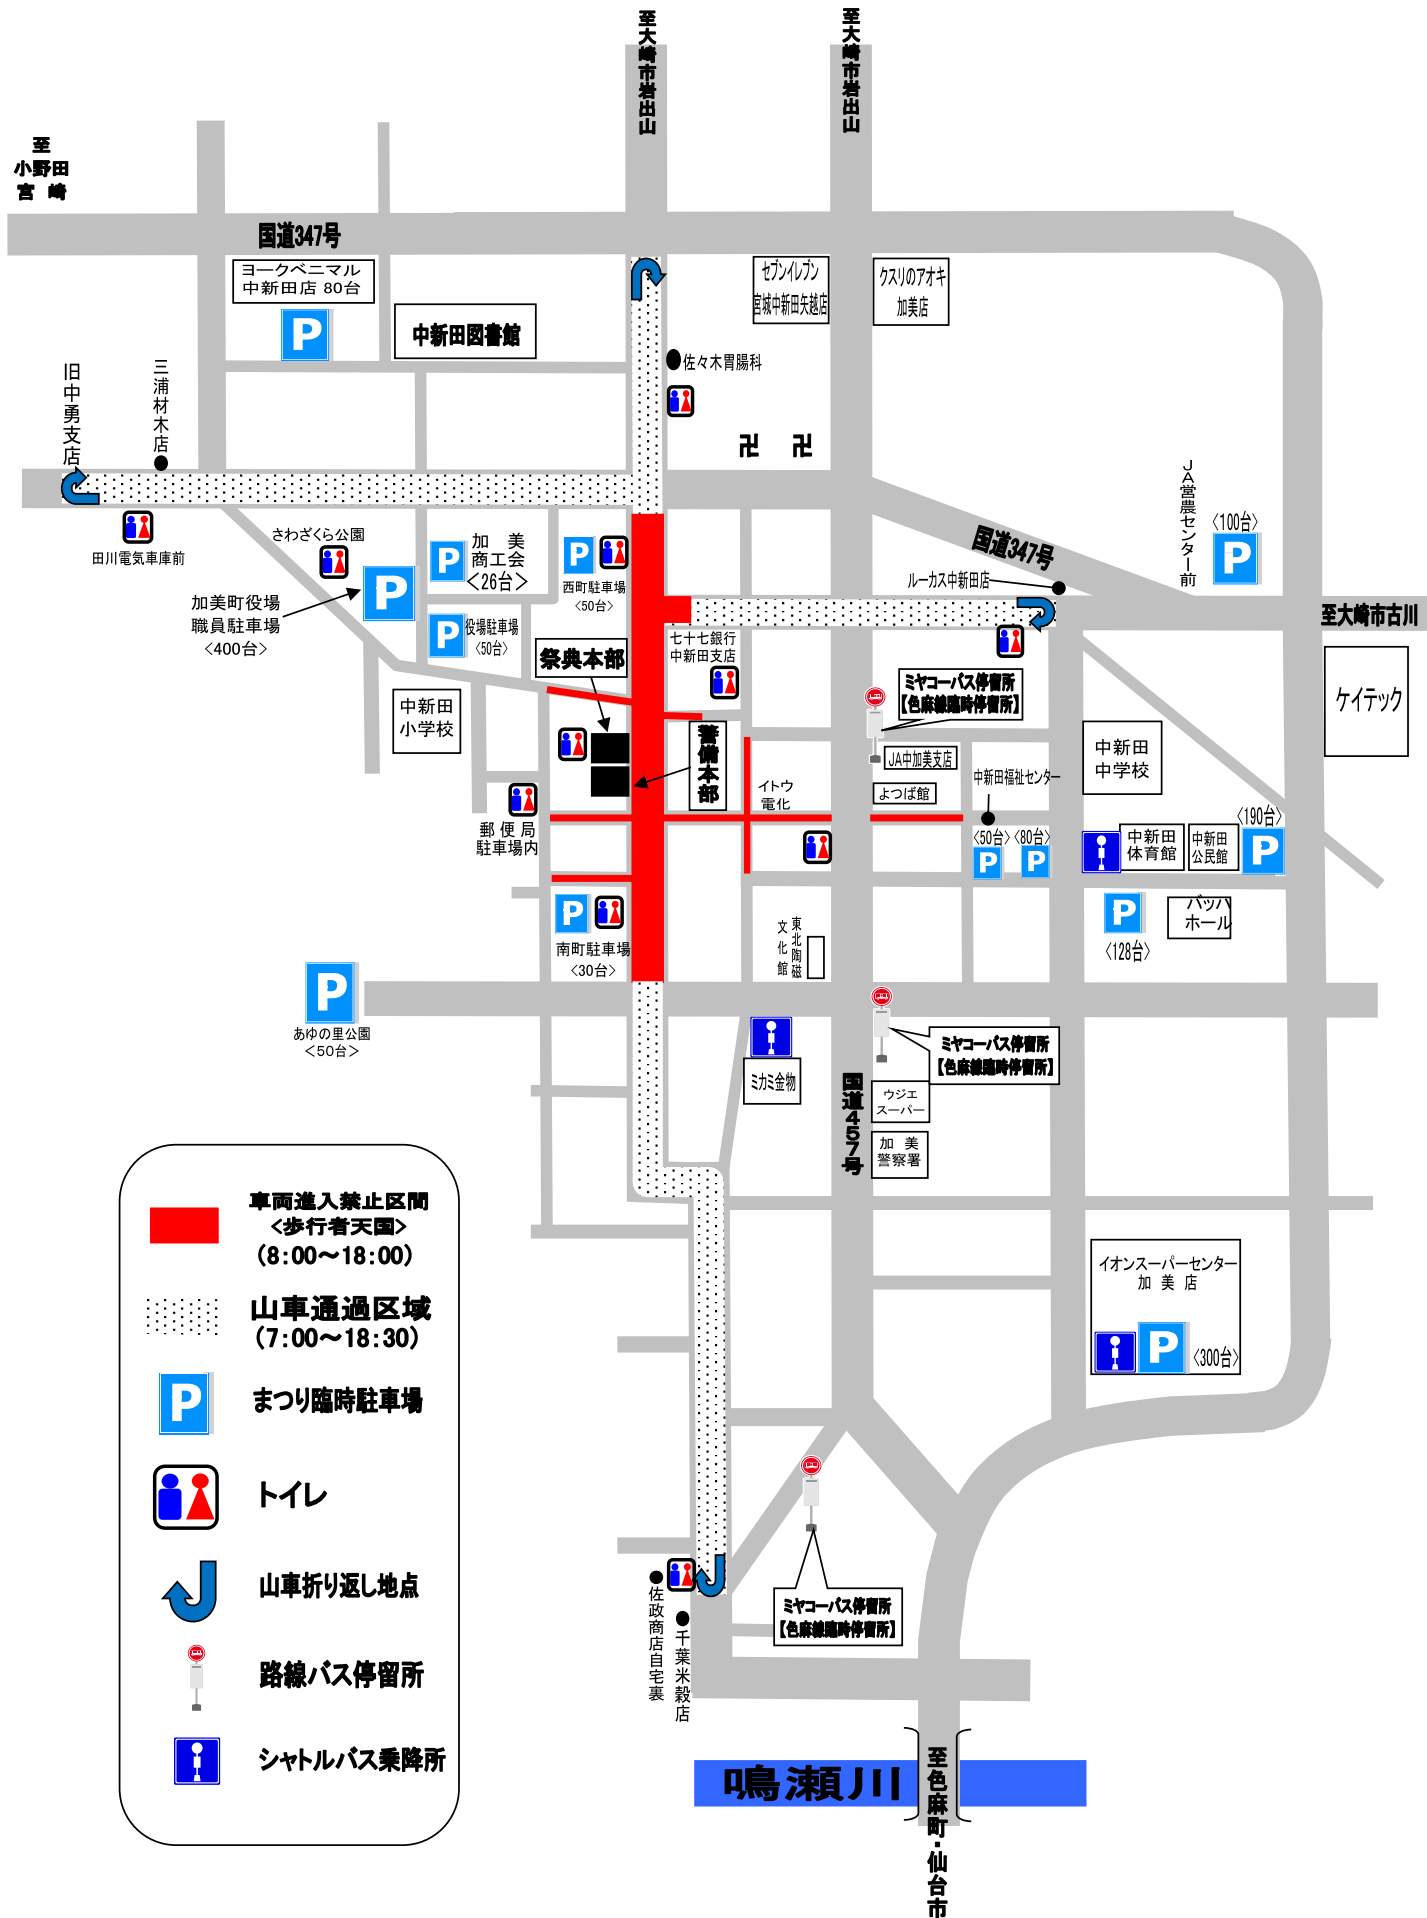 至大崎市岩出山
至大崎市岩出山
至
小野田
宮　崎
国道347号
ヨークベニマル
中新田店 80台
P
中新田図書館
セブンイレブン
宮城中新田矢越店
クスリのアオキ
加美店
佐々木胃腸科
旧中勇支店
三浦材木店
卍　卍
JA営農センター前
〈100台〉
P
国道347号
ルーカス中新田店
至大崎市古川
田川電気車庫前
さわざくら公園
加美町役場
職員駐車場
<400台>
P
P
加　美
商工会
<26台>
P
西町駐車場
<50台>
P
役場駐車場
<50台>
祭典本部
七十七銀行
中新田支店
ミヤコーバス停留所
【色麻線臨時停留所】
ケイテック
中新田
小学校
警備本部
JA中加美支店
中新田
中学校
よつば館
中新田福祉センター
イトウ
電化
郵便局
駐車場内
〈50台〉
〈80台〉
P
P
中新田
体育館
中新田
公民館
〈190台〉
P
P
〈128台〉
バッハ
ホール
P
南町駐車場
<30台>
東北陶磁
文化館
P
あゆの里公園
<50台>
ミヤコーバス停留所
【色麻線臨時停留所】
ミカミ金物
国道457号
ウジエ
スーパー
加　美
警察署
イオンスーパーセンター
加　美　店
P
〈300台〉
車両進入禁止区間
<歩行者天国>
(8:00～18:00)
山車通過区域
(7:00～18:30)
P
まつり臨時駐車場
トイレ
山車折り返し地点
路線バス停留所
シャトルバス乗降所
佐政商店自宅裏
千葉米穀店
ミヤコーバス停留所
【色麻線臨時停留所】
鳴瀬川
至色麻町・仙台市